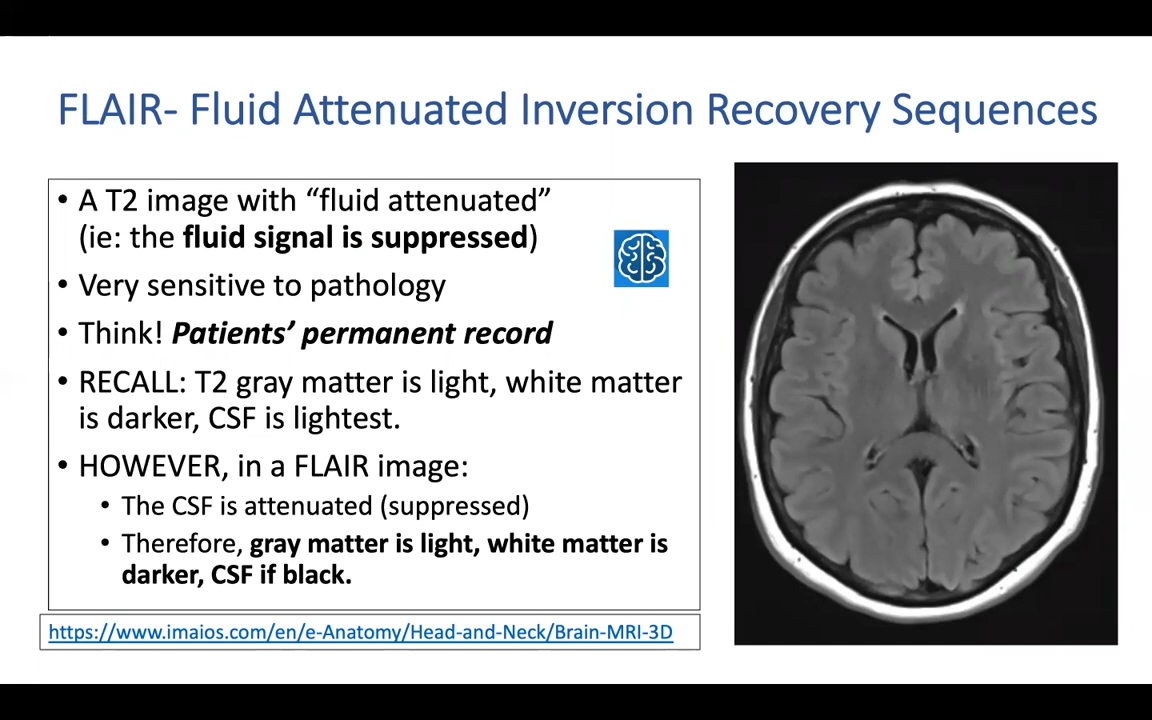 FLAIR- Fluid Attenuated Inversion Recovery Sequences
• A T2 image with “fluid attenuated”
(ie: the fluid signal is suppressed)
• Very sensitive to pathology
• Think! Patients’ permanent record
• RECALL: T2 gray matter is light, white matter
is darker, CSF is lightest.
• HOWEVER, in a FLAIR image:
• The CSF is attenuated (suppressed)
• Therefore, gray matter is light, white matter is
darker, CSF if black.
https://www.imaios.com/en/e-Anatomy/Head-and-Neck/Brain-MRI-3D